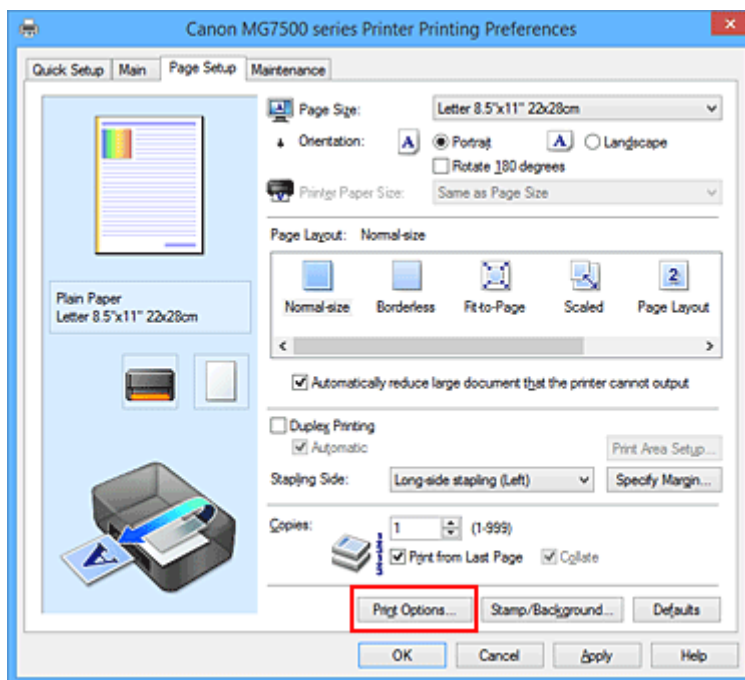 Canon MG7500 series Printer Printing Preferences
Quick Setup Main Page Setup Maintenance
Page Size: Letter 8.5"x11" 22x28cm
Orientation: A Portrait A Landscape
Rotate 180 degrees
Printer Paper Size: Same as Page Size
Page Layout: Normal-size
2
Normal-size Borderless Fit-to-Page Scaled Page Layout
Automatically reduce large document that the printer cannot output
Plain Paper
Letter 8.5"x11" 22x28cm
Duplex Printing
Automatic
Print Area Setup...
Stapling Side: Long-side stapling (Left) Specify Margin...
Copies: 1 (1-999)
Print from Last Page Collate
A
Print Options... Stamp/Background... Defaults
OK Cancel Apply Help